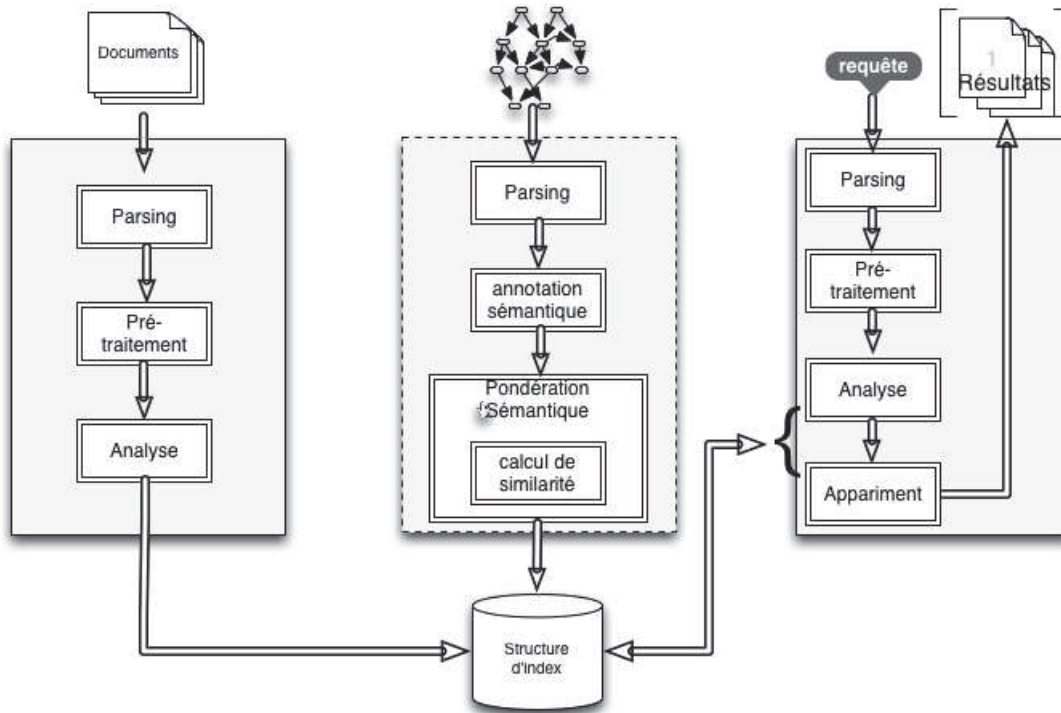 Documents
Parsing
Pré-
traitement
Analyse
Parsing
annotation
sémantique
Pondération
Sémantique
calcul de
similarité
Structure
d'index
requête
1
Résultats
Parsing
Pré-
traitement
Analyse
Appariment